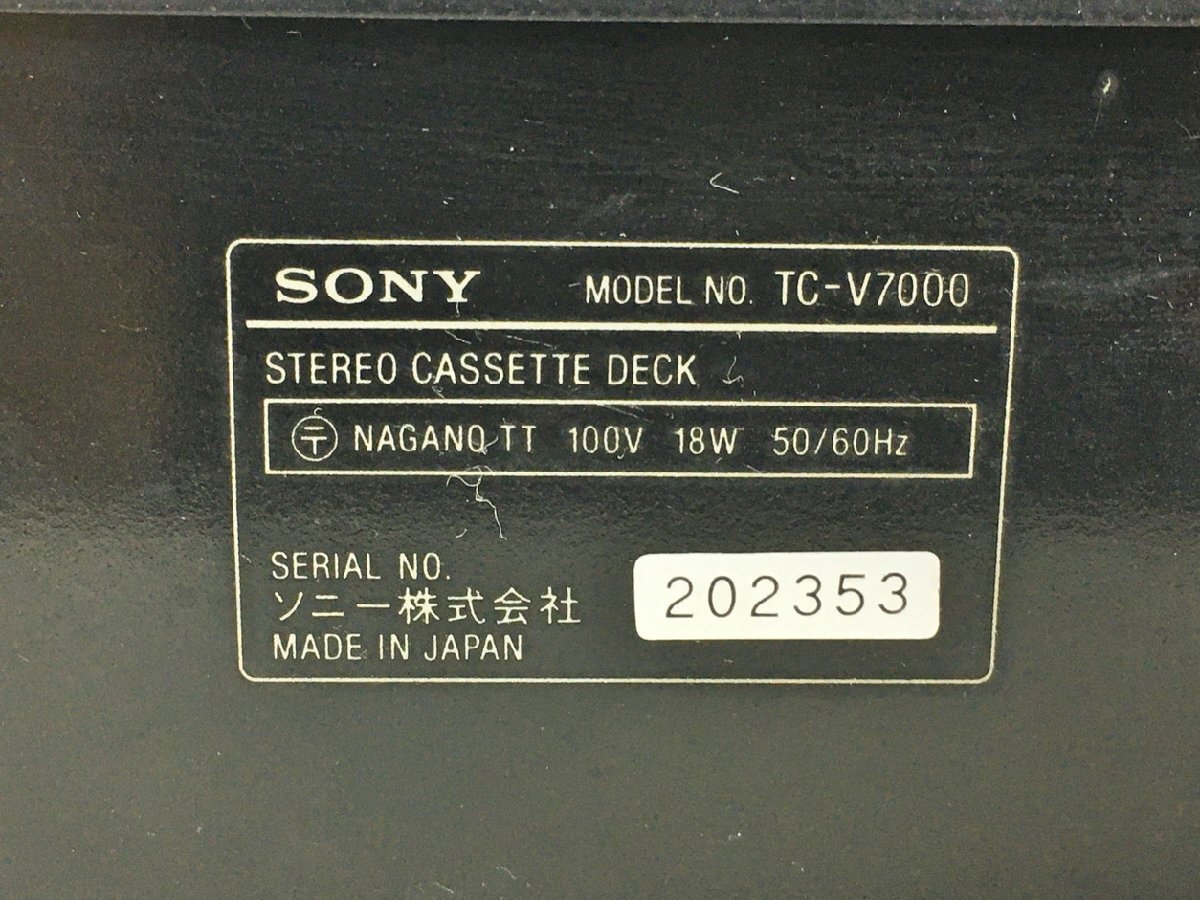 SONY MODEL NO. TC-V7000
STEREO CASSETTE DECK
NAGANO TT 100V 18W 50/60Hz
SERIAL NO.
ソニー株式会社 202353
MADE IN JAPAN